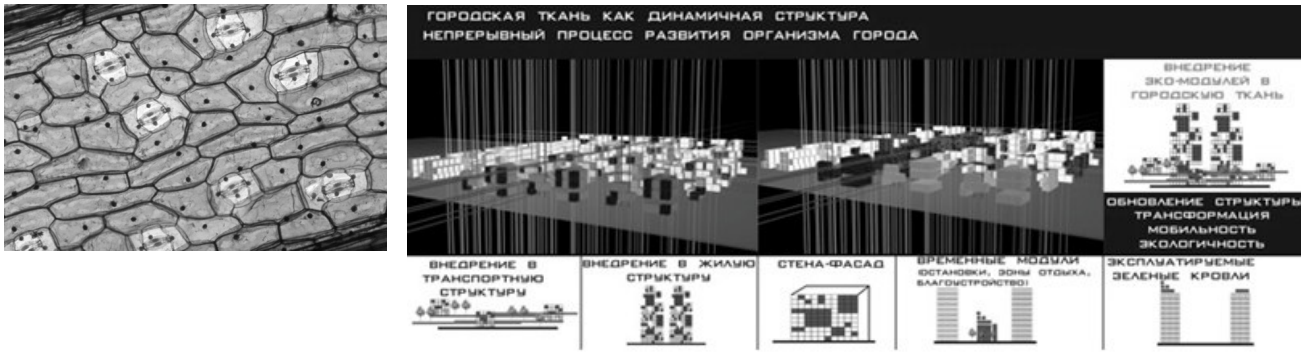 ГОРОДСКАЯ ТКАНЬ КАК ДИНАМИЧНАЯ СТРУКТУРА
НЕПРЕРЫВНЫЙ ПРОЦЕСС РАЗВИТИЯ ОРГАНИЗМА ГОРОДА
ВНЕДРЕНИЕ
ЭКО-МОДУЛЕЙ В
ГОРОДСКУЮ ТКАНЬ
ОБНОВЛЕНИЕ СТРУКТУРЫ
ТРАНСФОРМАЦИЯ
МОБИЛЬНОСТЬ
ЭКОЛОГИЧНОСТЬ
ВНЕДРЕНИЕ В
ТРАНСПОРТНУЮ
СТРУКТУРУ
ВНЕДРЕНИЕ В ЖИЛУЮ
СТРУКТУРУ
СТЕНА-ФАСАД
ВРЕМЕННЫЕ МОДУЛИ
(ОСТАНОВКИ, ЗОНЫ ОТДЫХА,
БЛАГОУСТРОЙСТВО)
ЭКСПЛУАТИРУЕМЫЕ
ЗЕЛЕНЫЕ КРОВЛИ